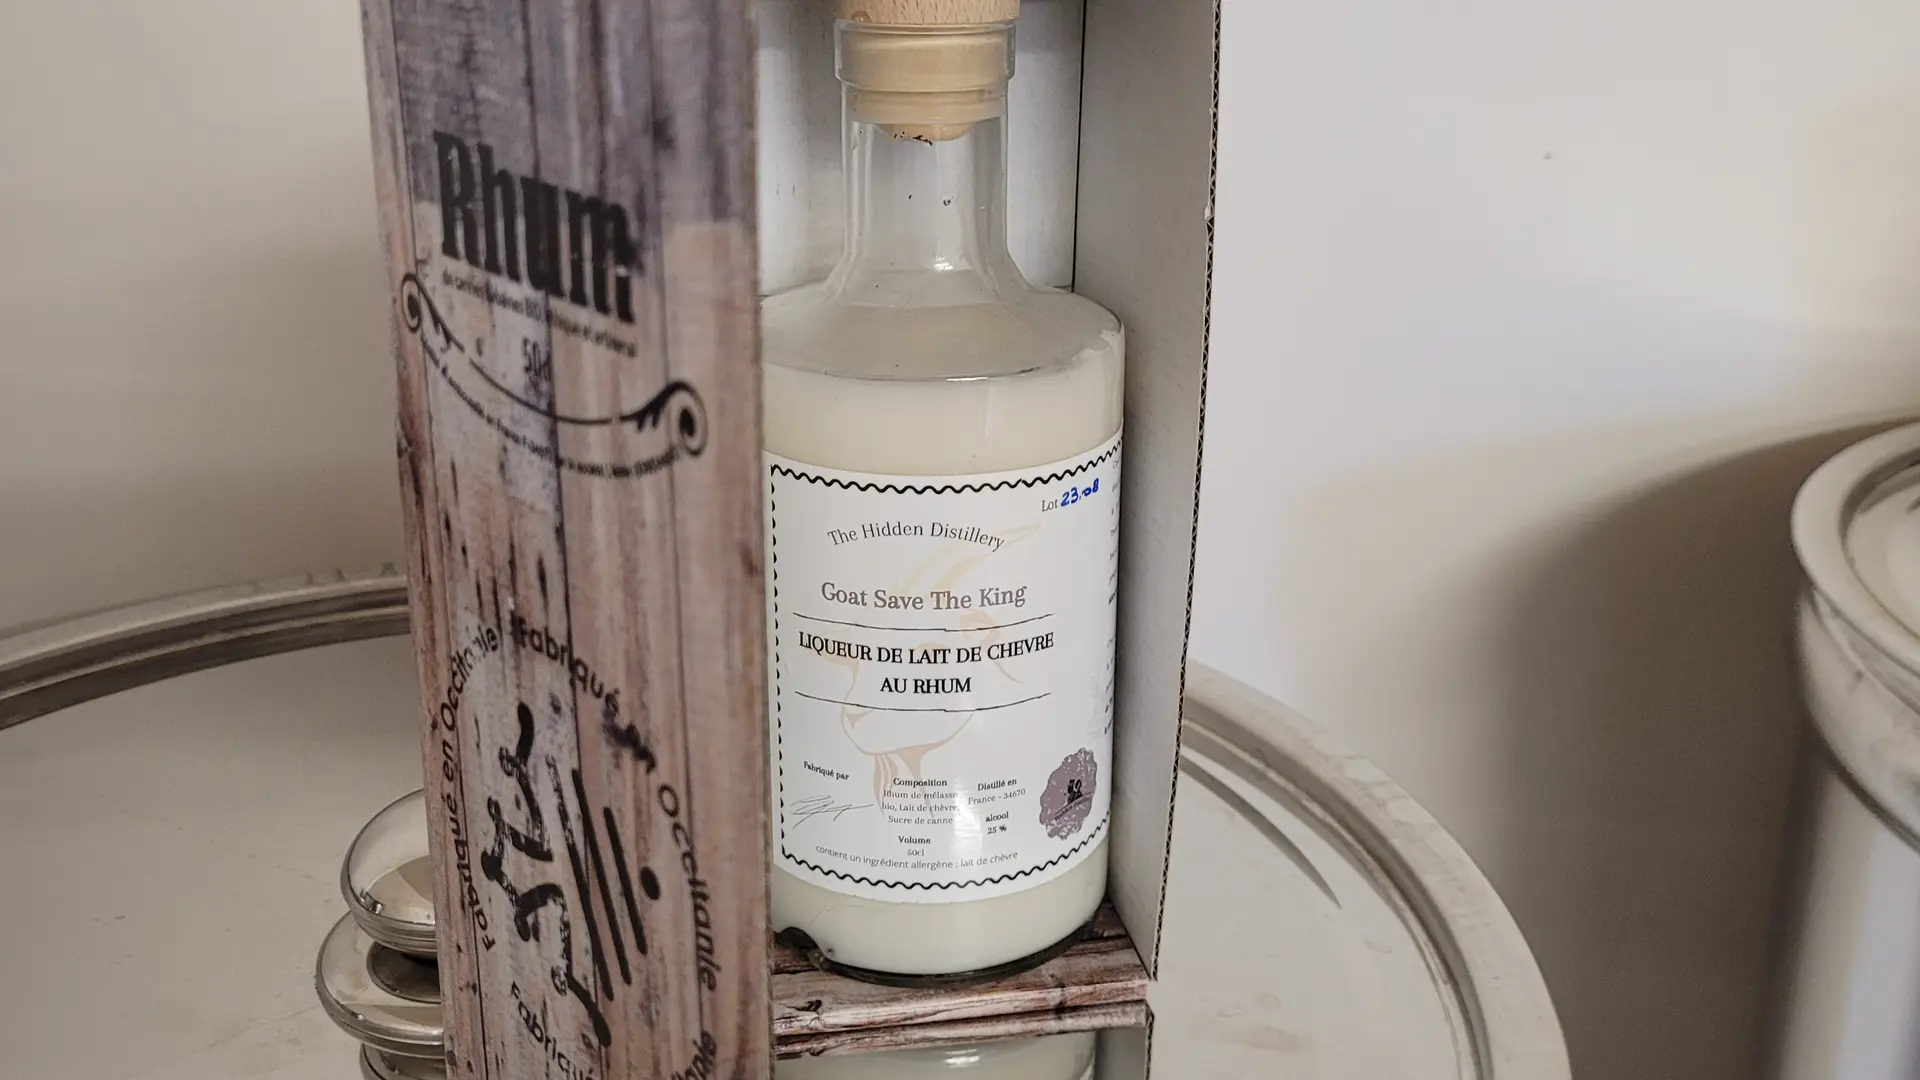 Rhum
50cl
Fabriqué en Occitanie
Fabriqué en Occitanie
Lot 23.08
The Hidden Distillery
Goat Save The King
LIQUEUR DE LAIT DE CHEVRE
AU RHUM
Fabriqué par
Composition
Rhum de mélasse
bio, Lait de chèvre,
Sucre de canne
Distillé en
France - 34670
alcool
25 %
Volume
50cl
contient un ingrédient allergène : lait de chèvre